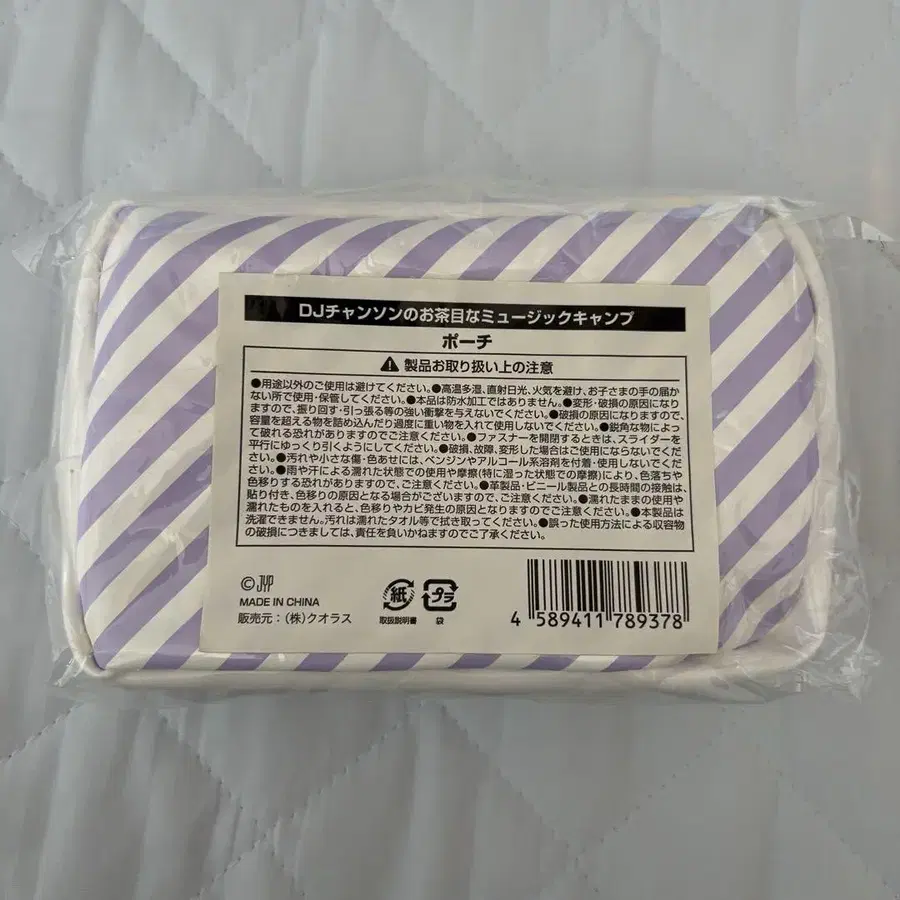 DJチャンソンのお茶目なミュージックキャンプ
ポーチ
製品お取り扱い上の注意
●用途以外のご使用は避けてください。●高温多湿、直射日光、火気を避け、お子さまの手の届か
ない所で使用・保管してください。●本品は防水加工ではありません。●変形・破損の原因になり
ますので、振り回す・引っ張る等の強い衝撃を与えないでください。●破損の原因になりますので、
容量を超える物を詰め込んだり過度に重い物を入れて使用しないでください。●鋭角な物によっ
て破れる恐れがありますのでご注意ください。●ファスナーを開閉するときは、スライダーを
平行にゆっくり引くようにしてください。●破損、故障、変形した場合はご使用にならないでくだ
さい。●汚れや小さな傷・色あせには、ベンジンやアルコール系溶剤を付着・使用しないでくだ
さい。●雨や汗による濡れた状態での使用や摩擦(特に湿った状態での摩擦)により、色落ちや
色移りする恐れがありますので、ご注意ください。●革製品・ビニール製品との長時間の接触は、
貼り付き、色移りの原因となる場合がございますので、ご注意ください。●濡れたままの使用や
濡れたものを入れると、色移りやカビ発生の原因となりますのでご注意ください。●本製品は
洗濯できません。汚れは濡れたタオル等で拭き取ってください。●誤った使用方法による収容物
の破損につきましては、責任を負いかねますのでご了承ください。
©JYP
MADE IN CHINA
販売元：(株)クオラス
紙
取扱説明書
プラ
袋
4 589411 789378